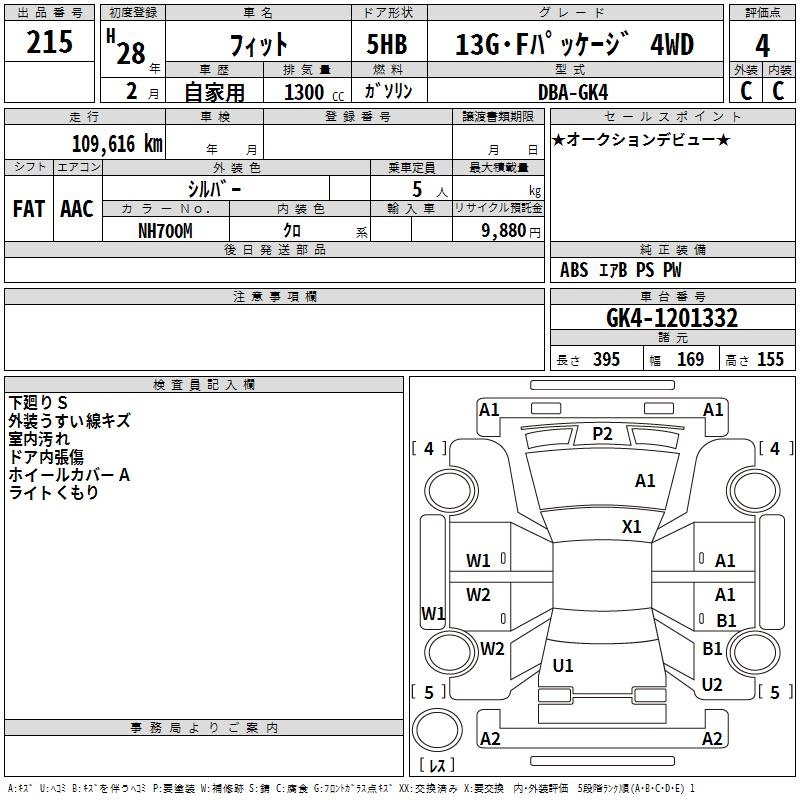 出品番号
215
初度登録
H28年
2月
車名
フィット
ドア形状
5HB
グレード
13G・Fパッケージ 4WD
評価点
4
車歴
自家用
排気量
1300 CC
燃料
ガソリン
型式
DBA-GK4
外装 内装
C C
走行
109,616 km
車検
年 月
登録番号
譲渡書類期限
月 日
シフト
FAT
エアコン
AAC
外装色
シルバー
乗車定員
5 人
最大積載量
kg
カラーNo.
NH700M
内装色
クロ 系
輸入車
リサイクル預託金
9,880 円
後日発送部品
セールスポイント
★オークションデビュー★
純正装備
ABS エアB PS PW
注意事項欄
車台番号
GK4-1201332
諸元
長さ 395 幅 169 高さ 155
検査員記入欄
下廻りS
外装うすい線キズ
室内汚れ
ドア内張傷
ホイールカバーA
ライトくもり
事務局よりご案内
A1 A1
P2
[ 4 ] [ 4 ]
A1
X1
W1 A1
W2 A1
W1 B1
W2 B1
U1
U2
[ 5 ] [ 5 ]
A2 A2
[ レス ]
A:キズ U:ヘコミ B:キズを伴うヘコミ P:要塗装 W:補修跡 S:錆 C:腐食 G:フロントガラス点キズ XX:交換済み X:要交換 内・外装評価 5段階ランク順(A・B・C・D・E) 1